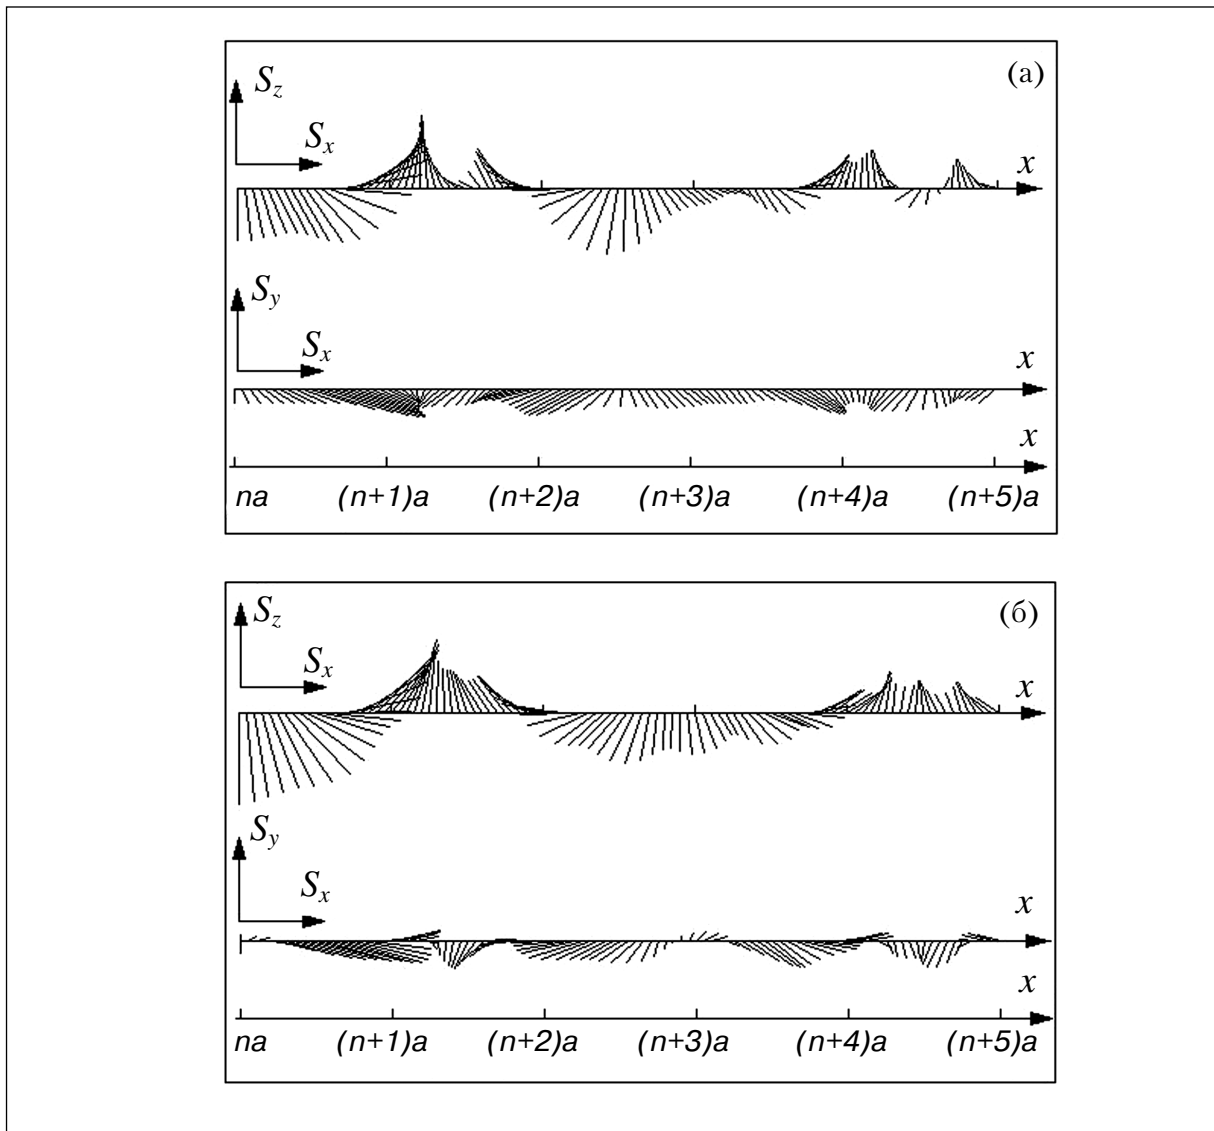 (а)
S_z
S_x
x
S_y
S_x
x
x
na (n+1)a (n+2)a (n+3)a (n+4)a (n+5)a
(б)
S_z
S_x
x
S_y
S_x
x
x
na (n+1)a (n+2)a (n+3)a (n+4)a (n+5)a